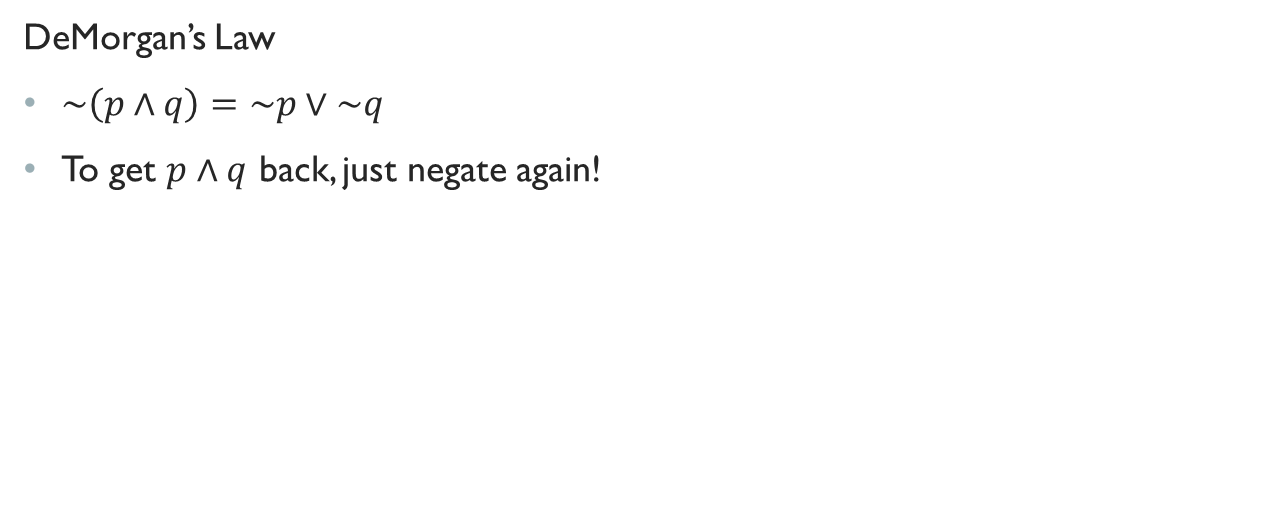 DeMorgan’s Law
• ~(p ∧ q) = ~p ∨ ~q
• To get p ∧ q back, just negate again!